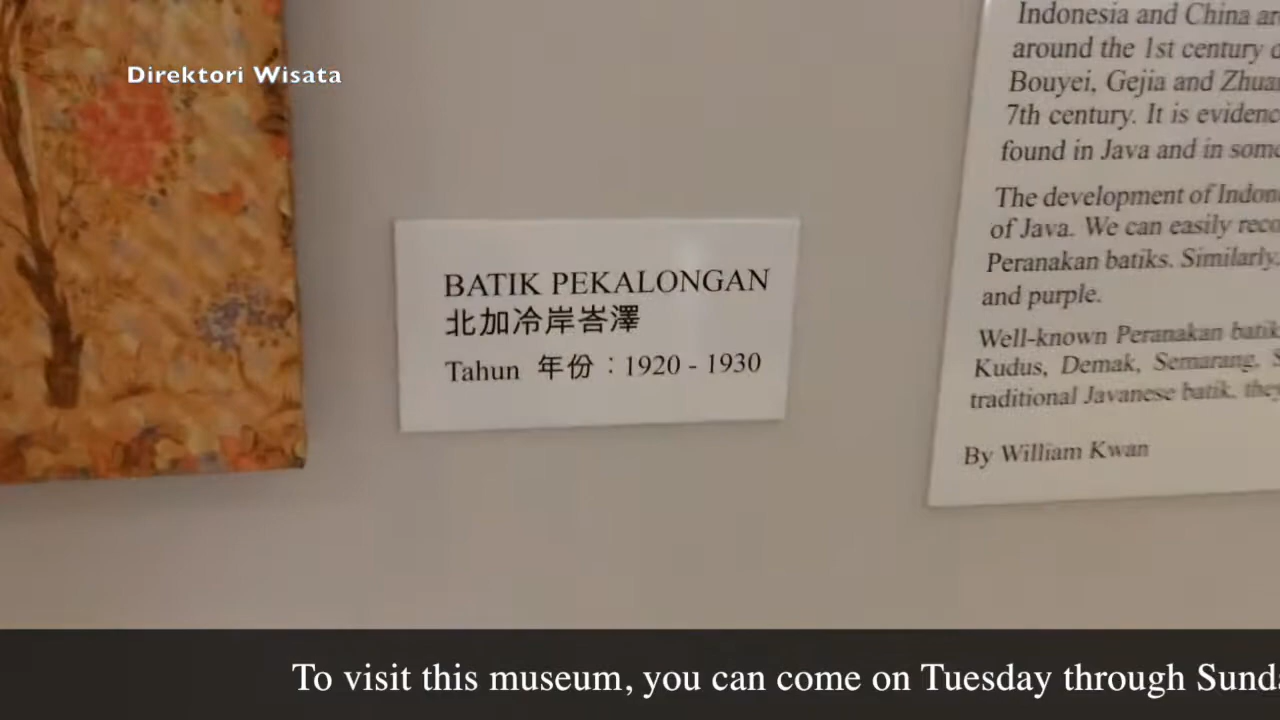 Direktori Wisata
BATIK PEKALONGAN
北加冷岸峇澤
Tahun 年份：1920 - 1930
Indonesia and China
around the 1st century
Bouyei, Gejia and
7th century. It is
found in Java and in
The development of
of Java. We can easily
Peranakan batiks. Similarly,
and purple.
Well-known Peranakan
Kudus, Demak, Semarang,
traditional Javanese batik, they
By William Kwan
To visit this museum, you can come on Tuesday through